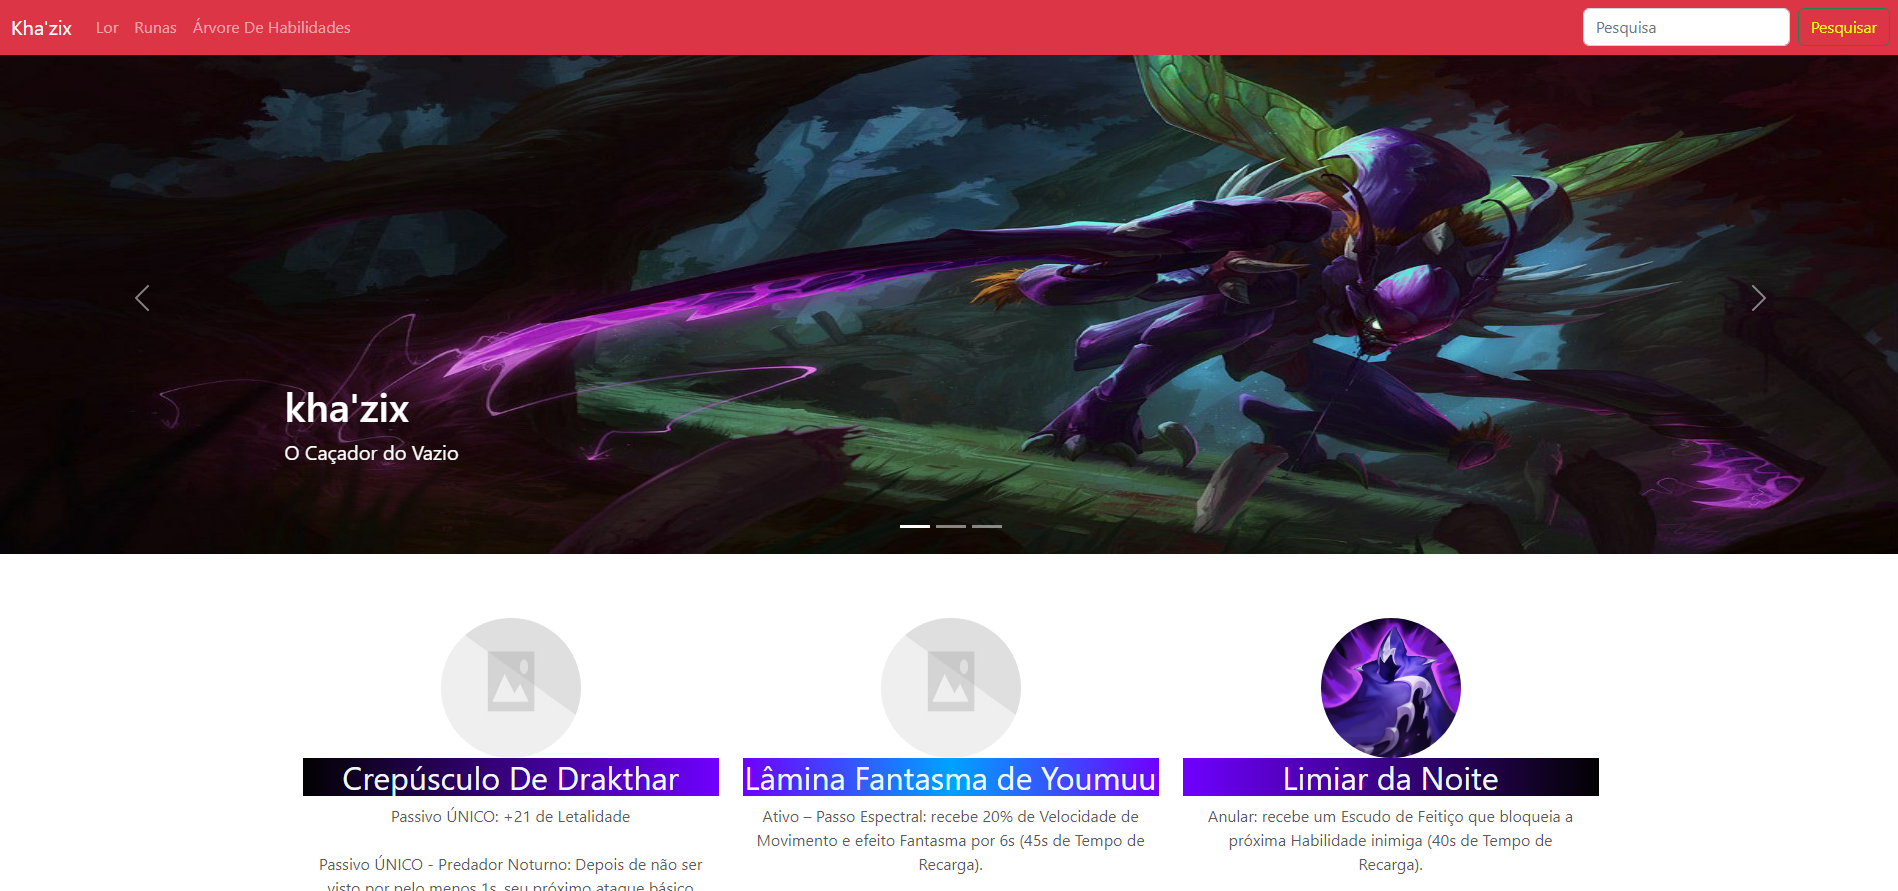 Kha'zix Lor Runas Árvore De Habilidades Pesquisa Pesquisar
kha'zix
O Caçador do Vazio
Crepúsculo De Drakthar
Passivo ÚNICO: +21 de Letalidade
Passivo ÚNICO - Predador Noturno: Depois de não ser
visto por pelo menos 1s, seu próximo ataque básico
Lâmina Fantasma de Youmuu
Ativo – Passo Espectral: recebe 20% de Velocidade de
Movimento e efeito Fantasma por 6s (45s de Tempo de
Recarga).
Limiar da Noite
Anular: recebe um Escudo de Feitiço que bloqueia a
próxima Habilidade inimiga (40s de Tempo de
Recarga).